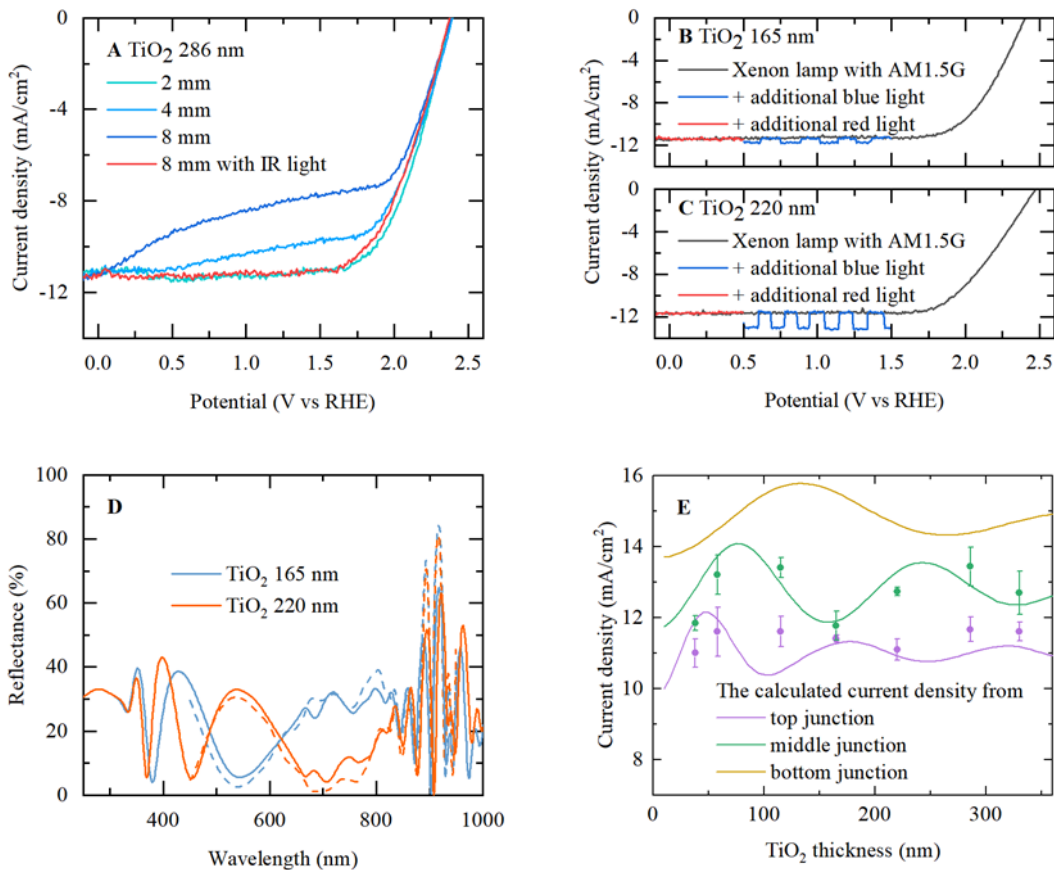 A TiO2 286 nm
2 mm
4 mm
8 mm
8 mm with IR light
0
-4
-8
-12
Current density (mA/cm2)
0.0 0.5 1.0 1.5 2.0 2.5
Potential (V vs RHE)
B TiO2 165 nm
Xenon lamp with AM1.5G
+ additional blue light
+ additional red light
0
-4
-8
-12
C TiO2 220 nm
Xenon lamp with AM1.5G
+ additional blue light
+ additional red light
0
-4
-8
-12
Current density (mA/cm2)
0.0 0.5 1.0 1.5 2.0 2.5
Potential (V vs RHE)
D
TiO2 165 nm
TiO2 220 nm
100
80
60
40
20
0
Reflectance (%)
400 600 800 1000
Wavelength (nm)
E
The calculated current density from
top junction
middle junction
bottom junction
16
14
12
10
8
Current density (mA/cm2)
0 100 200 300
TiO2 thickness (nm)